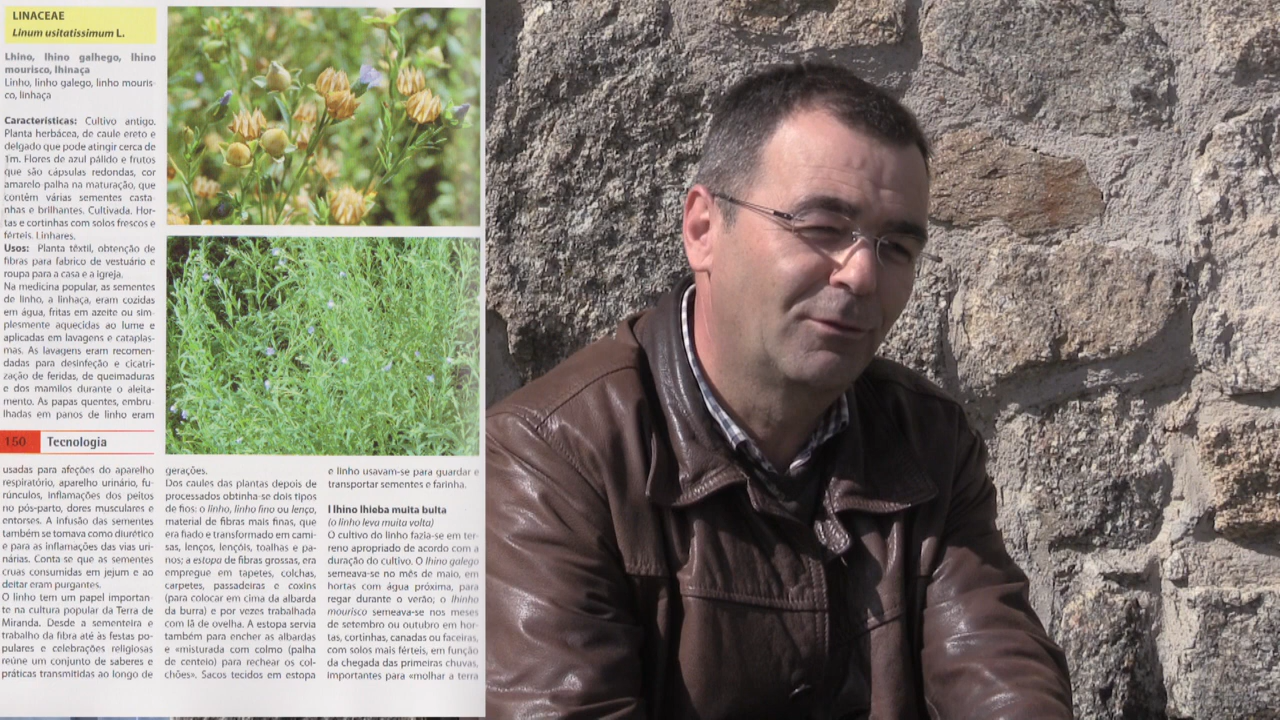 LINACEAE
Linum usitatissimum L.
Lhino, lhino galhego, lhino
mourisco, lhinaça
Linho, linho galego, linho mouris-
co, linhaça
Características: Cultivo antigo.
Planta herbácea, de caule ereto e
delgado que pode atingir cerca de
1m. Flores de azul pálido e frutos
que são cápsulas redondas, cor
amarelo palha na maturação, que
contêm várias sementes casta-
nhas e brilhantes. Cultivada. Hor-
tas e cortinhas com solos frescos e
férteis. Linhares.
Usos: Planta têxtil, obtenção de
fibras para fabrico de vestuário e
roupa para a casa e a igreja.
Na medicina popular, as sementes
de linho, a linhaça, eram cozidas
em água, fritas em azeite ou sim-
plesmente aquecidas ao lume e
aplicadas em lavagens e cataplas-
mas. As lavagens eram recomen-
dadas para desinfeção e cicatri-
zação de feridas, de queimaduras
e dos mamilos durante o aleita-
mento. As papas quentes, embru-
lhadas em panos de linho eram
150 Tecnologia
usadas para afeções do aparelho
respiratório, aparelho urinário, fu-
rúnculos, inflamações dos peitos
no pós-parto, dores musculares e
entorses. A infusão das sementes
também se tomava como diurético
e para as inflamações das vias uri-
nárias. Conta-se que as sementes
cruas consumidas em jejum e ao
deitar eram purgantes.
O linho tem um papel importan-
te na cultura popular da Terra de
Miranda. Desde a sementeira e
trabalho da fibra até às festas po-
pulares e celebrações religiosas
reúne um conjunto de saberes e
práticas transmitidas ao longo de
gerações.
Dos caules das plantas depois de
processados obtinha-se dois tipos
de fios: o linho, linho fino ou lenço,
material de fibras mais finas, que
era fiado e transformado em cami-
sas, lenços, lençóis, toalhas e pa-
nos; a estopa de fibras grossas, era
empregue em tapetes, colchas,
carpetes, passadeiras e coxins
(para colocar em cima da albarda
da burra) e por vezes trabalhada
com lã de ovelha. A estopa servia
também para encher as albardas
e «misturada com colmo (palha
de centeio) para rechear os col-
chões». Sacos tecidos em estopa
e linho usavam-se para guardar e
transportar sementes e farinha.
l lhino lhieba muita bulta
(o linho leva muita volta)
O cultivo do linho fazia-se em ter-
reno apropriado de acordo com a
duração do cultivo. O lhino galego
semeava-se no mês de maio, em
hortas com água próxima, para
regar durante o verão; o lhinho
mourisco semeava-se nos meses
de setembro ou outubro em hor-
tas, cortinhas, canadas ou faceiras,
com solos mais férteis, em função
da chegada das primeiras chuvas,
importantes para «molhar a terra